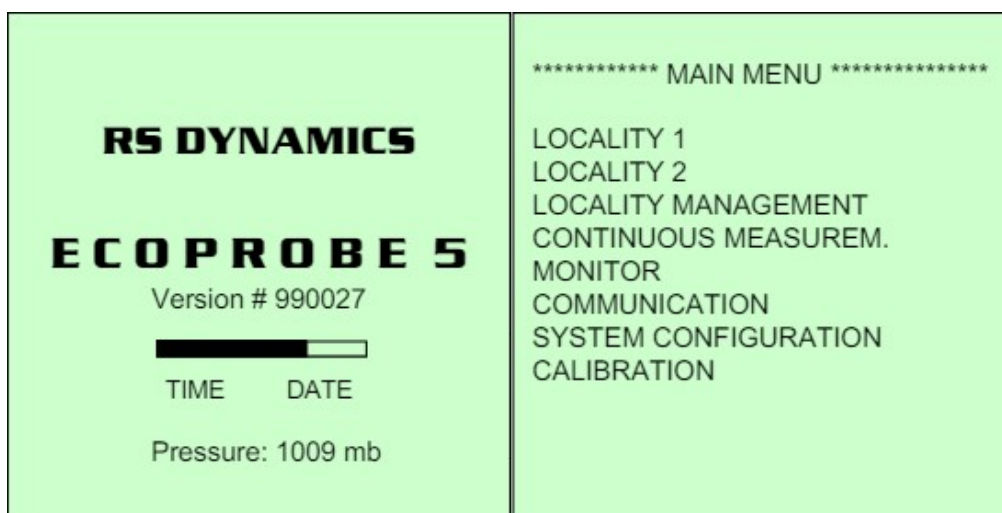 RS DYNAMICS
ECOPROBE 5
Version # 990027
TIME DATE
Pressure: 1009 mb
************ MAIN MENU ***************
LOCALITY 1
LOCALITY 2
LOCALITY MANAGEMENT
CONTINUOUS MEASUREM.
MONITOR
COMMUNICATION
SYSTEM CONFIGURATION
CALIBRATION